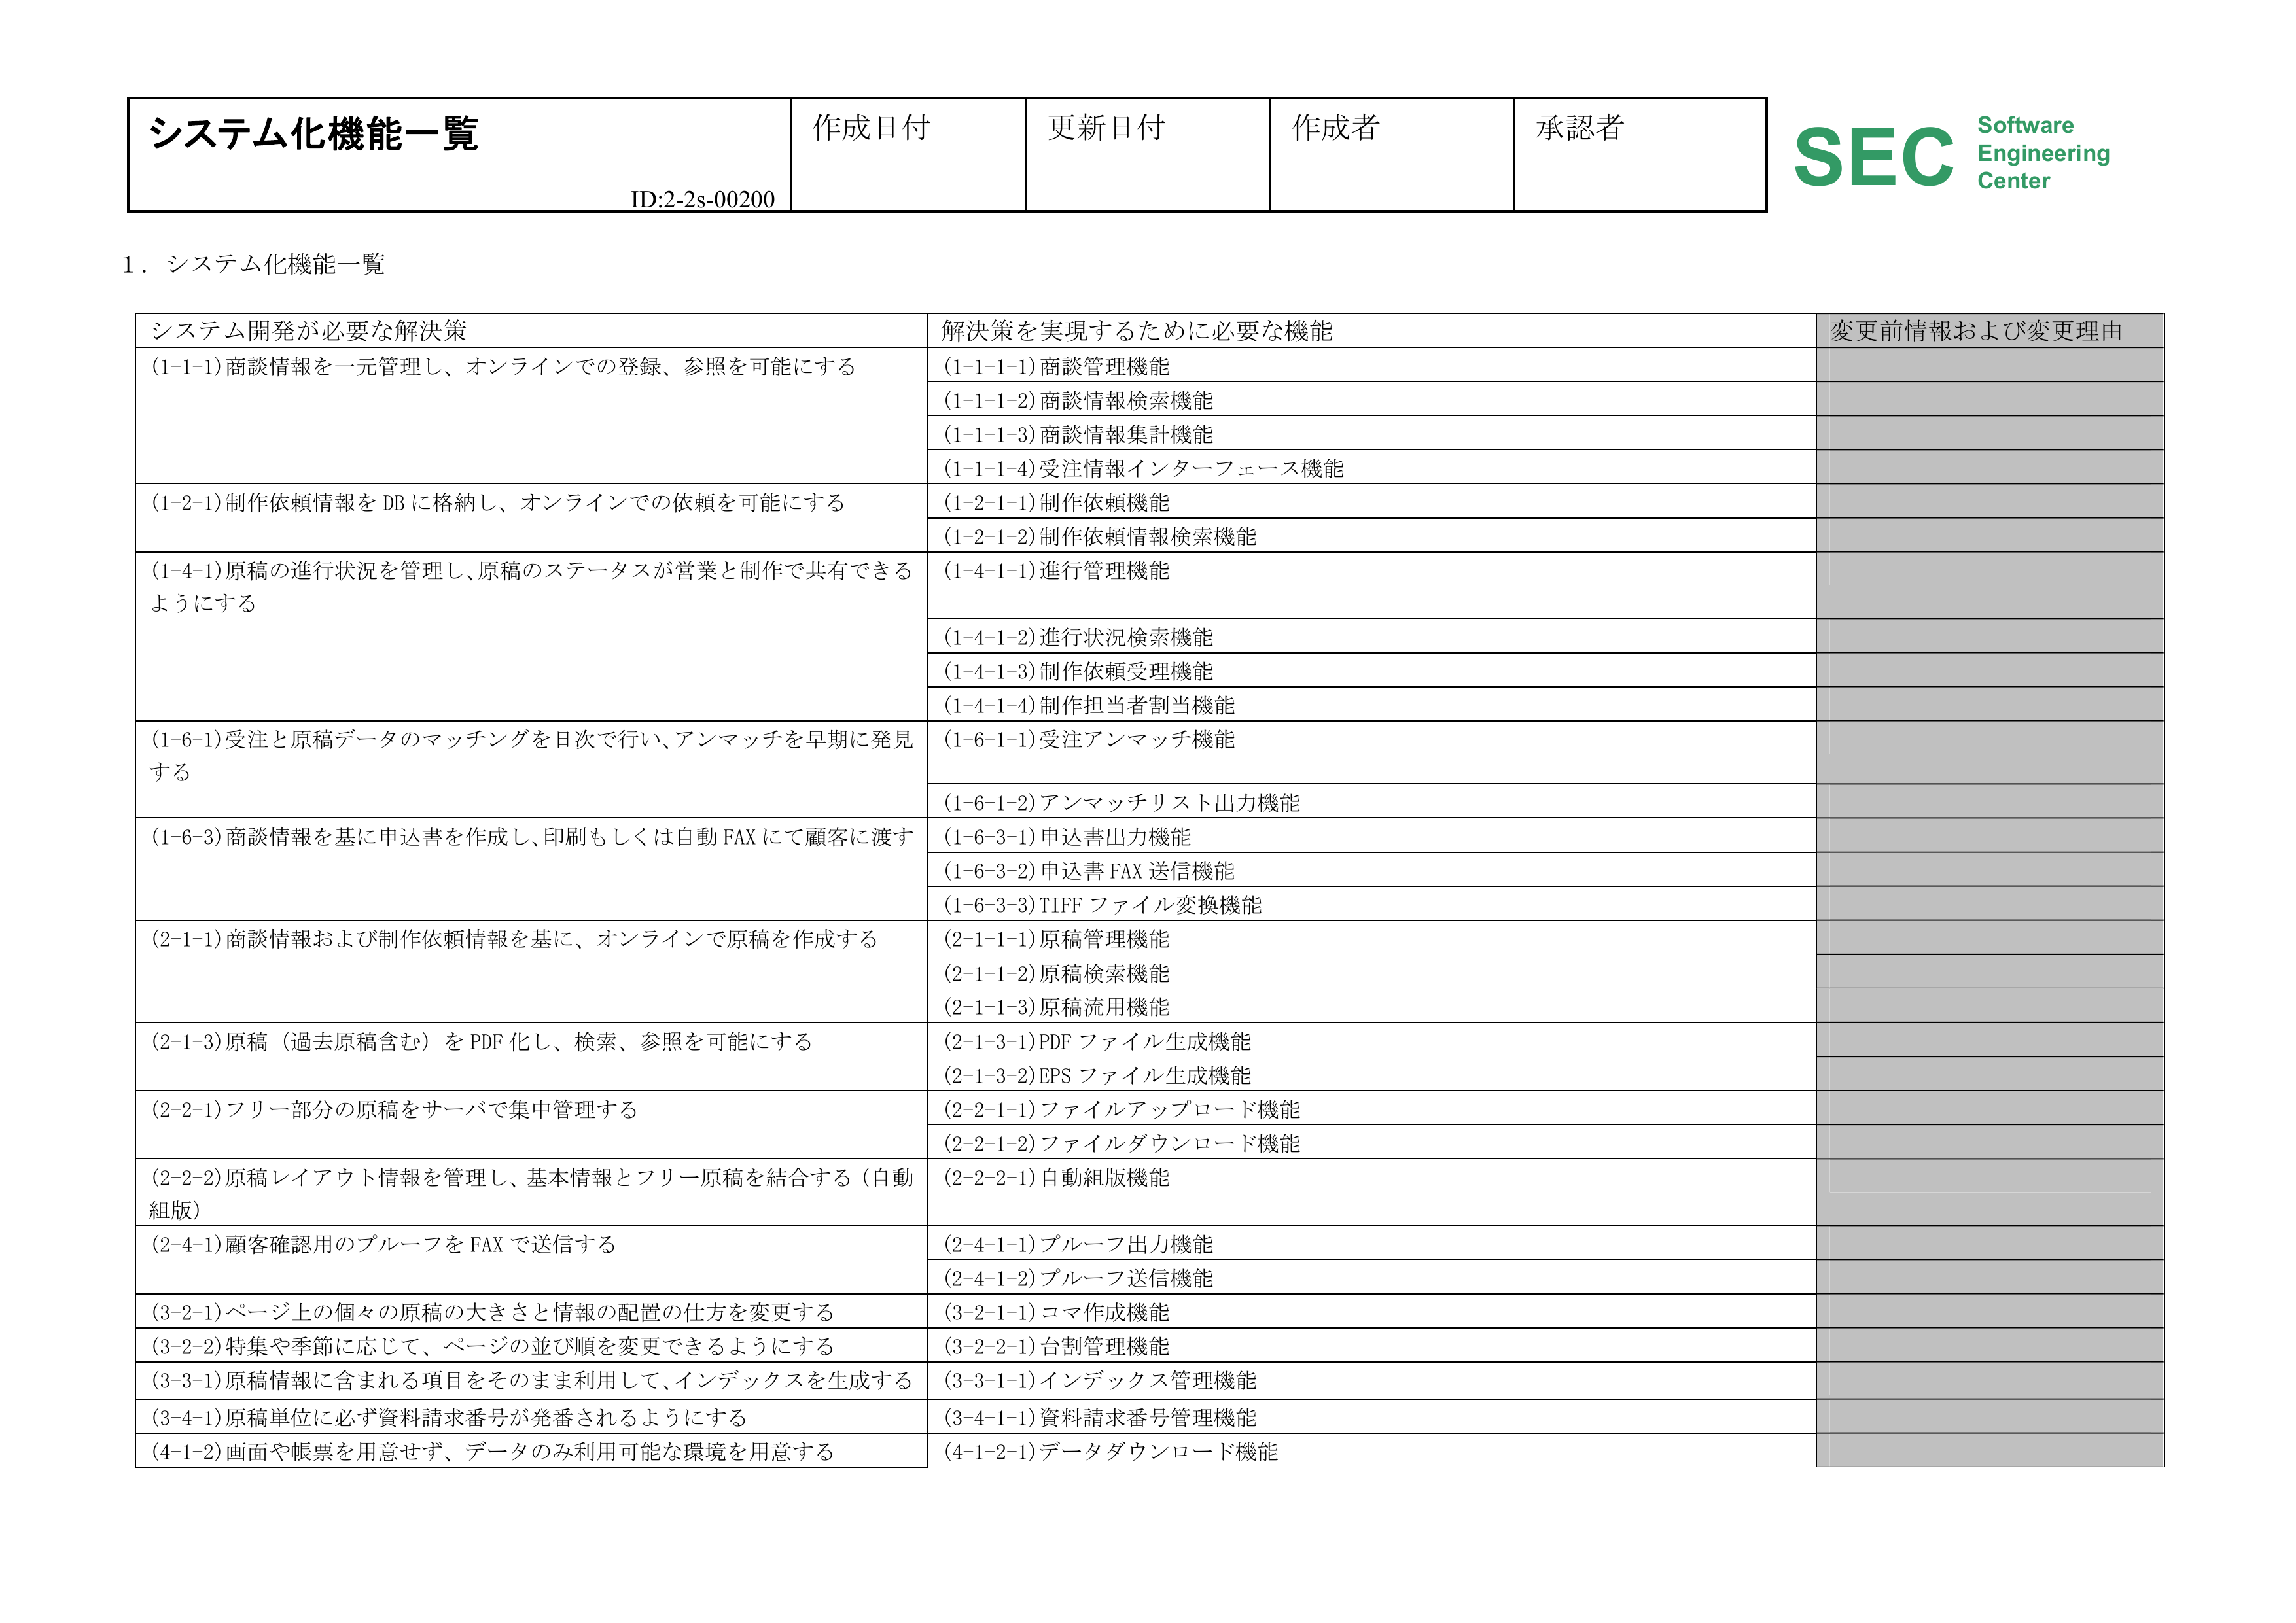 システム化機能一覧
ID:2-2s-00200
作成日付
更新日付
作成者
承認者
SEC
Software
Engineering
Center
1．システム化機能一覧
システム開発が必要な解決策
解決策を実現するために必要な機能
変更前情報および変更理由
(1-1-1)商談情報を一元管理し、オンラインでの登録、参照を可能にする
(1-1-1-1)商談管理機能
(1-1-1-2)商談情報検索機能
(1-1-1-3)商談情報集計機能
(1-1-1-4)受注情報インターフェース機能
(1-2-1)制作依頼情報を DB に格納し、オンラインでの依頼を可能にする
(1-2-1-1)制作依頼機能
(1-2-1-2)制作依頼情報検索機能
(1-4-1)原稿の進行状況を管理し、原稿のステータスが営業と制作で共有できる
ようにする
(1-4-1-1)進行管理機能
(1-4-1-2)進行状況検索機能
(1-4-1-3)制作依頼受理機能
(1-4-1-4)制作担当者割当機能
(1-6-1)受注と原稿データのマッチングを日次で行い、アンマッチを早期に発見
する
(1-6-1-1)受注アンマッチ機能
(1-6-1-2)アンマッチリスト出力機能
(1-6-3)商談情報を基に申込書を作成し、印刷もしくは自動 FAX にて顧客に渡す
(1-6-3-1)申込書出力機能
(1-6-3-2)申込書 FAX 送信機能
(1-6-3-3)TIFF ファイル変換機能
(2-1-1)商談情報および制作依頼情報を基に、オンラインで原稿を作成する
(2-1-1-1)原稿管理機能
(2-1-1-2)原稿検索機能
(2-1-1-3)原稿流用機能
(2-1-3)原稿（過去原稿含む）を PDF 化し、検索、参照を可能にする
(2-1-3-1)PDF ファイル生成機能
(2-1-3-2)EPS ファイル生成機能
(2-2-1)フリー部分の原稿をサーバで集中管理する
(2-2-1-1)ファイルアップロード機能
(2-2-1-2)ファイルダウンロード機能
(2-2-2)原稿レイアウト情報を管理し、基本情報とフリー原稿を結合する（自動
組版）
(2-2-2-1)自動組版機能
(2-4-1)顧客確認用のプルーフを FAX で送信する
(2-4-1-1)プルーフ出力機能
(2-4-1-2)プルーフ送信機能
(3-2-1)ページ上の個々の原稿の大きさと情報の配置の仕方を変更する
(3-2-1-1)コマ作成機能
(3-2-2)特集や季節に応じて、ページの並び順を変更できるようにする
(3-2-2-1)台割管理機能
(3-3-1)原稿情報に含まれる項目をそのまま利用して、インデックスを生成する
(3-3-1-1)インデックス管理機能
(3-4-1)原稿単位に必ず資料請求番号が発番されるようにする
(3-4-1-1)資料請求番号管理機能
(4-1-2)画面や帳票を用意せず、データのみ利用可能な環境を用意する
(4-1-2-1)データダウンロード機能